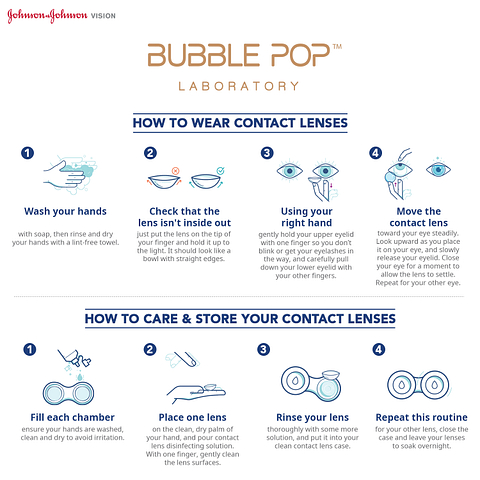 Johnson&Johnson VISION
BUBBLE POP™
LABORATORY
HOW TO WEAR CONTACT LENSES
1
Wash your hands
with soap, then rinse and dry
your hands with a lint-free towel.
2
Check that the
lens isn't inside out
just put the lens on the tip of
your finger and hold it up to
the light. It should look like a
bowl with straight edges.
3
Using your
right hand
gently hold your upper eyelid
with one finger so you don't
blink or get your eyelashes in
the way, and carefully pull
down your lower eyelid with
your other fingers.
4
Move the
contact lens
toward your eye steadily.
Look upward as you place
it on your eye, and slowly
release your eyelid. Close
your eye for a moment to
allow the lens to settle.
Repeat for your other eye.
HOW TO CARE & STORE YOUR CONTACT LENSES
1
Fill each chamber
ensure your hands are washed,
clean and dry to avoid irritation.
2
Place one lens
on the clean, dry palm of
your hand, and pour contact
lens disinfecting solution.
With one finger, gently clean
the lens surfaces.
3
Rinse your lens
thoroughly with some more
solution, and put it into your
clean contact lens case.
4
Repeat this routine
for your other lens, close the
case and leave your lenses
to soak overnight.